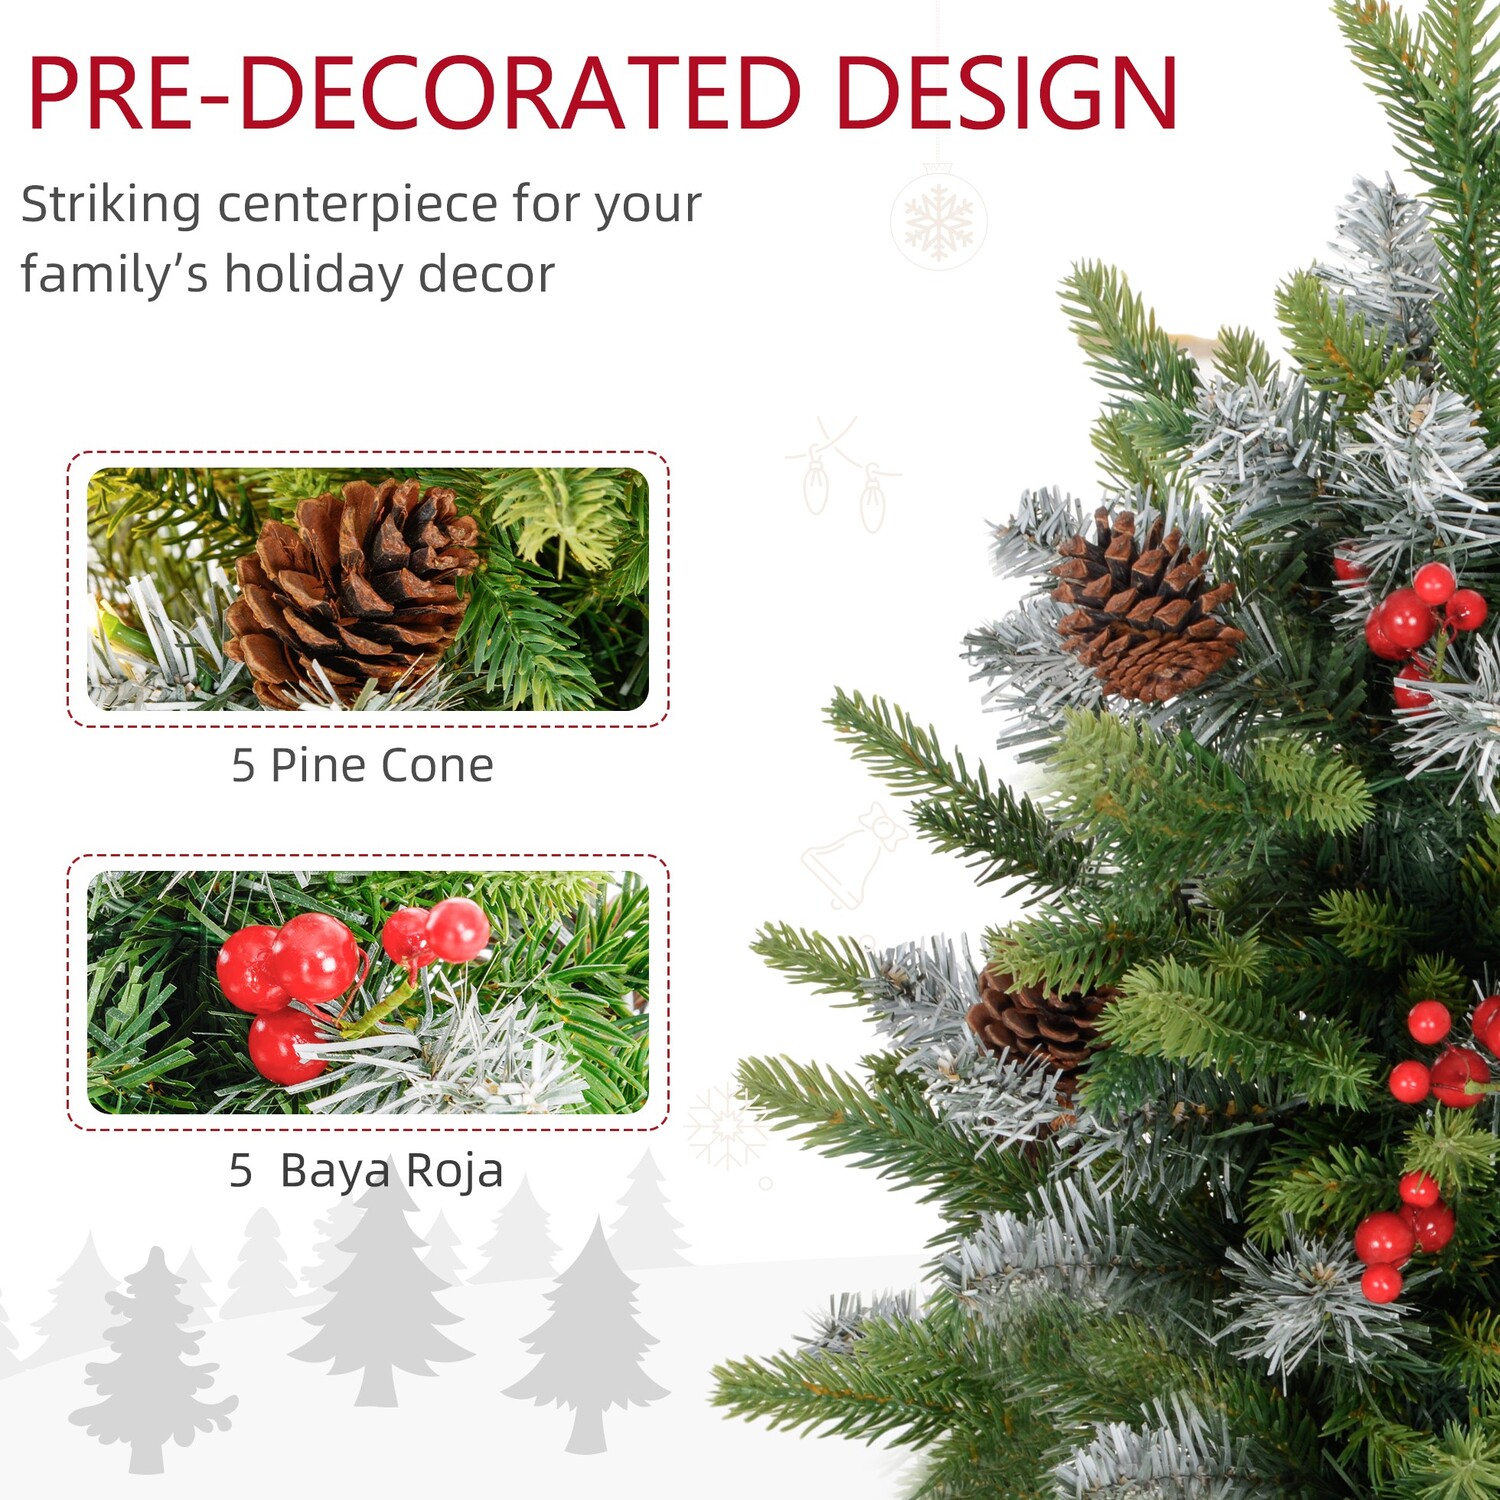 PRE-DECORATED DESIGN
Striking centerpiece for your
family’s holiday decor
5 Pine Cone
5 Baya Roja